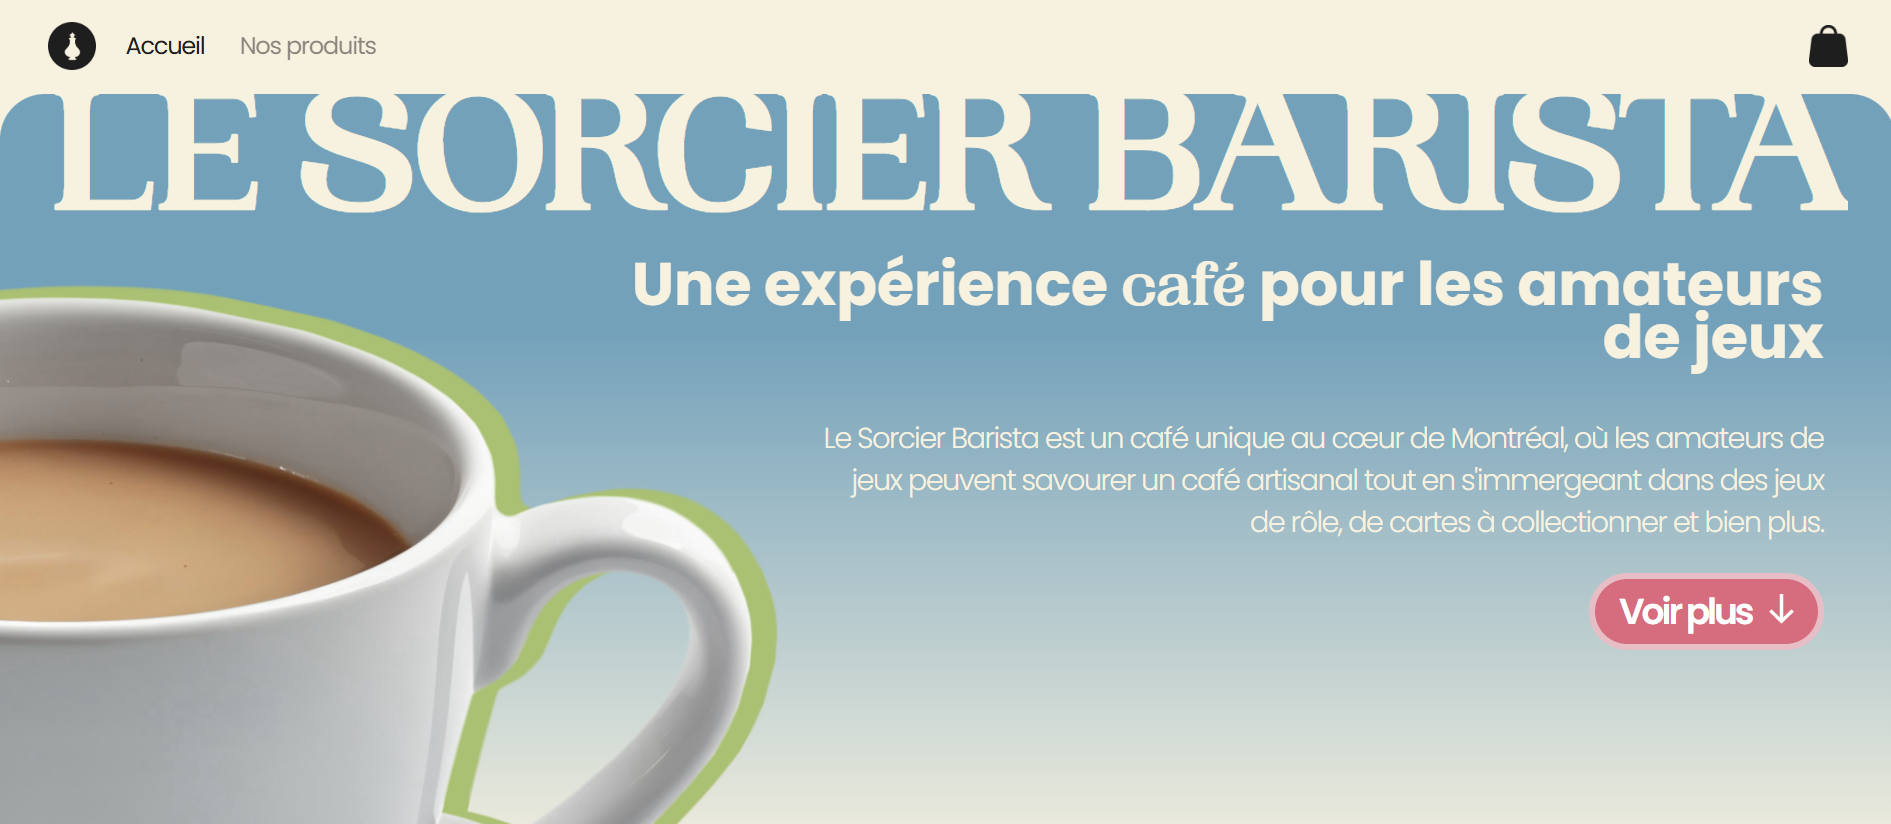 Accueil Nos produits
LE SORCIER BARISTA
Une expérience café pour les amateurs
de jeux
Le Sorcier Barista est un café unique au cœur de Montréal, où les amateurs de
jeux peuvent savourer un café artisanal tout en s'immergeant dans des jeux
de rôle, de cartes à collectionner et bien plus.
Voir plus